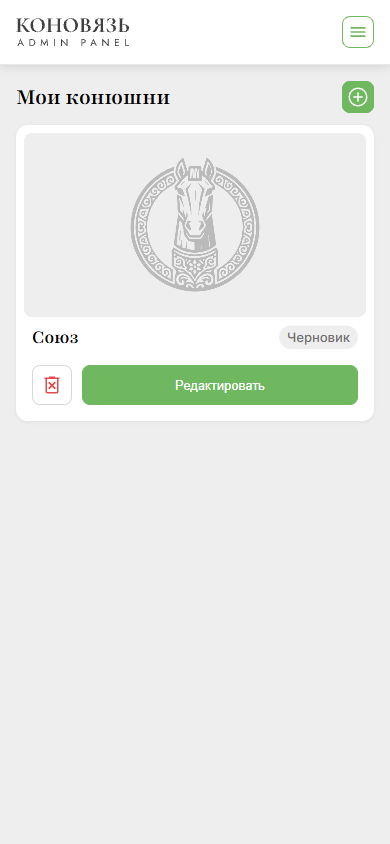 КОНОВЯЗЬ
ADMIN PANEL
Мои конюшни
Союз
Черновик
Редактировать